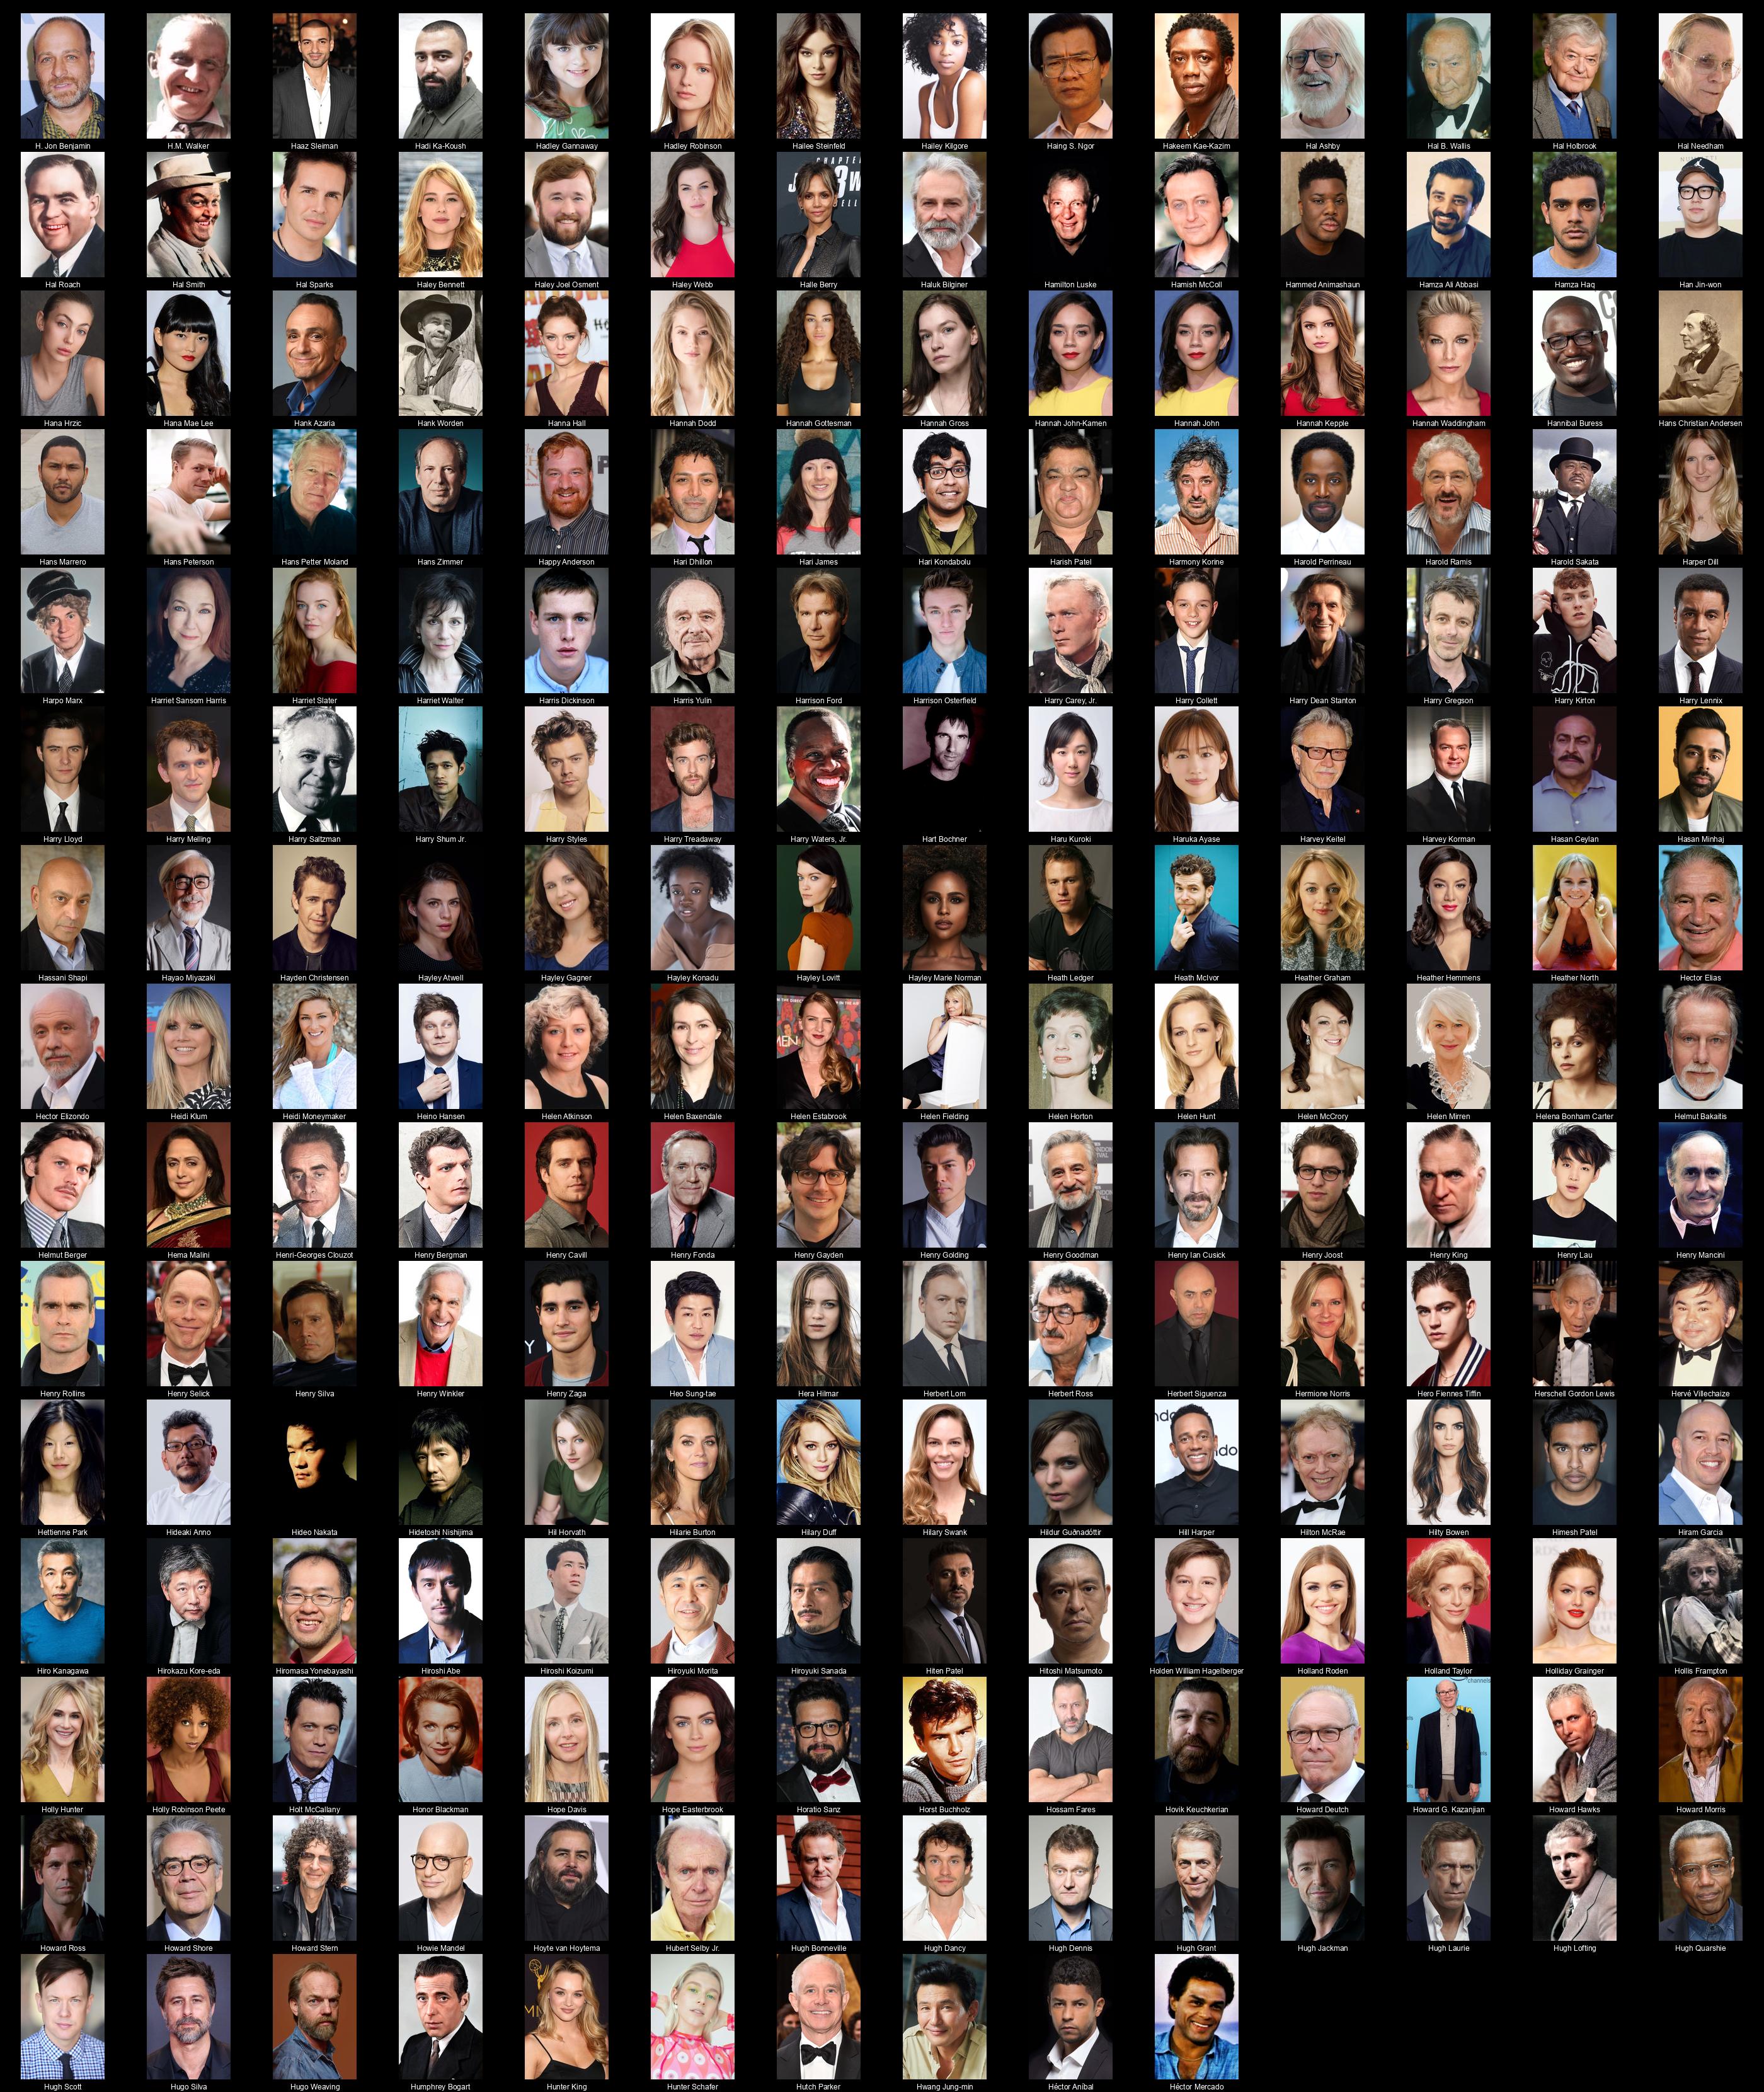 H. Jon Benjamin H.M. Walker Haaz Sleiman Hadi Ka-Koush Hadley Gannaway Hadley Robinson Hailee Steinfeld Hailey Kilgore Haing S. Ngor Hakeem Kae-Kazim Hal Ashby Hal B. Wallis Hal Holbrook Hal Needham
Hal Roach Hal Smith Hal Sparks Haley Bennett Haley Joel Osment Haley Webb Halle Berry Haluk Bilginer Hamilton Luske Hamish McColl Hammed Animashaun Hamza Ali Abbasi Hamza Haq Han Jin-won
Hana Hrzic Hana Mae Lee Hank Azaria Hank Worden Hanna Hall Hannah Dodd Hannah Gottesman Hannah Gross Hannah John-Kamen Hannah John Hannah Kepple Hannah Waddingham Hannibal Buress Hans Christian Andersen
Hans Marrero Hans Peterson Hans Petter Moland Hans Zimmer Happy Anderson Hari Dhillon Hari James Hari Kondabolu Harish Patel Harmony Korine Harold Perrineau Harold Ramis Harold Sakata Harper Dill
Harpo Marx Harriet Sansom Harris Harriet Slater Harriet Walter Harris Dickinson Harris Yulin Harrison Ford Harrison Osterfield Harry Carey, Jr. Harry Collett Harry Dean Stanton Harry Gregson Harry Kirton Harry Lennix
Harry Lloyd Harry Melling Harry Saltzman Harry Shum Jr. Harry Styles Harry Treadaway Harry Waters, Jr. Hart Bochner Haru Kuroki Haruka Ayase Harvey Keitel Harvey Korman Hasan Ceylan Hasan Minhaj
Hassani Shapi Hayao Miyazaki Hayden Christensen Hayley Atwell Hayley Gagner Hayley Konadu Hayley Lovitt Hayley Marie Norman Heath Ledger Heath McIvor Heather Graham Heather Hemmens Heather North Hector Elias
Hector Elizondo Heidi Klum Heidi Moneymaker Heino Hansen Helen Atkinson Helen Baxendale Helen Estabrook Helen Fielding Helen Horton Helen Hunt Helen McCrory Helen Mirren Helena Bonham Carter Helmut Bakaitis
Helmut Berger Hema Malini Henri-Georges Clouzot Henry Bergman Henry Cavill Henry Fonda Henry Gayden Henry Golding Henry Goodman Henry Ian Cusick Henry Joost Henry King Henry Lau Henry Mancini
Henry Rollins Henry Selick Henry Silva Henry Winkler Henry Zaga Heo Sung-tae Hera Hilmar Herbert Lom Herbert Ross Herbert Siguenza Hermione Norris Hero Fiennes Tiffin Herschell Gordon Lewis Hervé Villechaize
Hettienne Park Hideaki Anno Hideo Nakata Hidetoshi Nishijima Hil Horvath Hilarie Burton Hilary Duff Hilary Swank Hildur Guðnadóttir Hill Harper Hilton McRae Hilty Bowen Himesh Patel Hiram Garcia
Hiro Kanagawa Hirokazu Kore-eda Hiromasa Yonebayashi Hiroshi Abe Hiroshi Koizumi Hiroyuki Morita Hiroyuki Sanada Hiten Patel Hitoshi Matsumoto Holden William Hagelberger Holland Roden Holland Taylor Holliday Grainger Hollis Frampton
Holly Hunter Holly Robinson Peete Holt McCallany Honor Blackman Hope Davis Hope Easterbrook Horatio Sanz Horst Buchholz Hossam Fares Hovik Keuchkerian Howard Deutch Howard G. Kazanjian Howard Hawks Howard Morris
Howard Ross Howard Shore Howard Stern Howie Mandel Hoyte van Hoytema Hubert Selby Jr. Hugh Bonneville Hugh Dancy Hugh Dennis Hugh Grant Hugh Jackman Hugh Laurie Hugh Lofting Hugh Quarshie
Hugh Scott Hugo Silva Hugo Weaving Humphrey Bogart Hunter King Hunter Schafer Hutch Parker Hwang Jung-min Héctor Aníbal Héctor Mercado